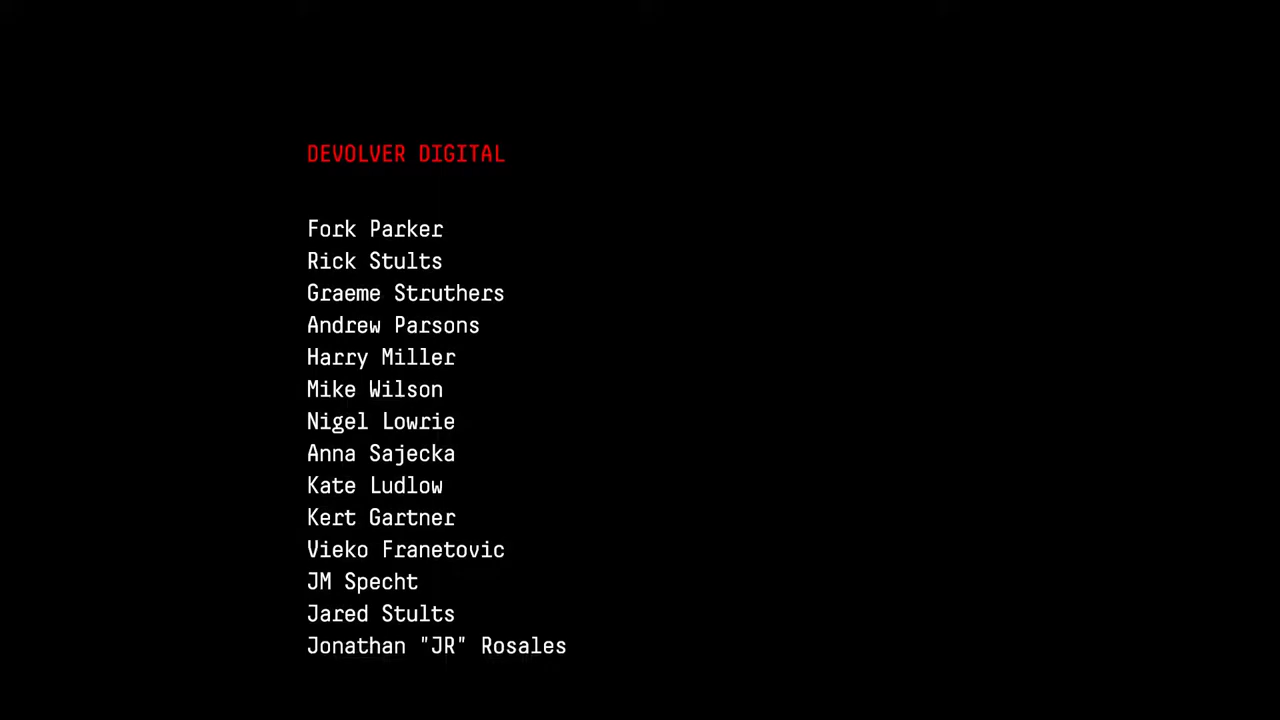 DEVOLVER DIGITAL
Fork Parker
Rick Stults
Graeme Struthers
Andrew Parsons
Harry Miller
Mike Wilson
Nigel Lowrie
Anna Sajecka
Kate Ludlow
Kert Gartner
Vieko Franetovic
JM Specht
Jared Stults
Jonathan "JR" Rosales